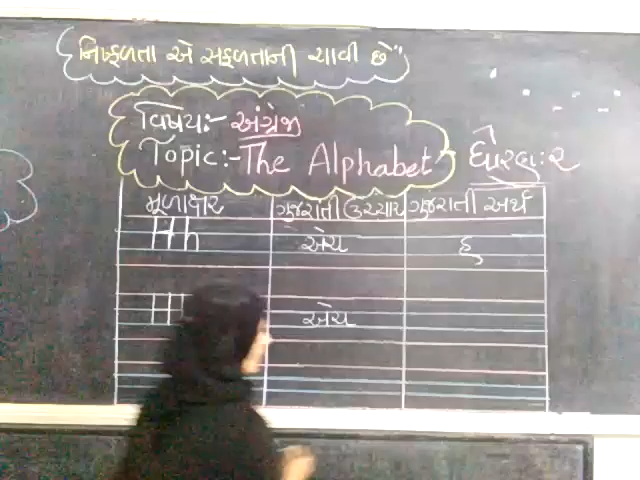 નિષ્ફળતા એ સફળતાની ચાવી છે"
વિષય:- અંગ્રેજી
Topic:- The Alphabet
ધોરણ:૨
મૂળાક્ષર ગુજરાતી ઉચ્ચાર ગુજરાતી અર્થ
Hh એચ હ
H એચ